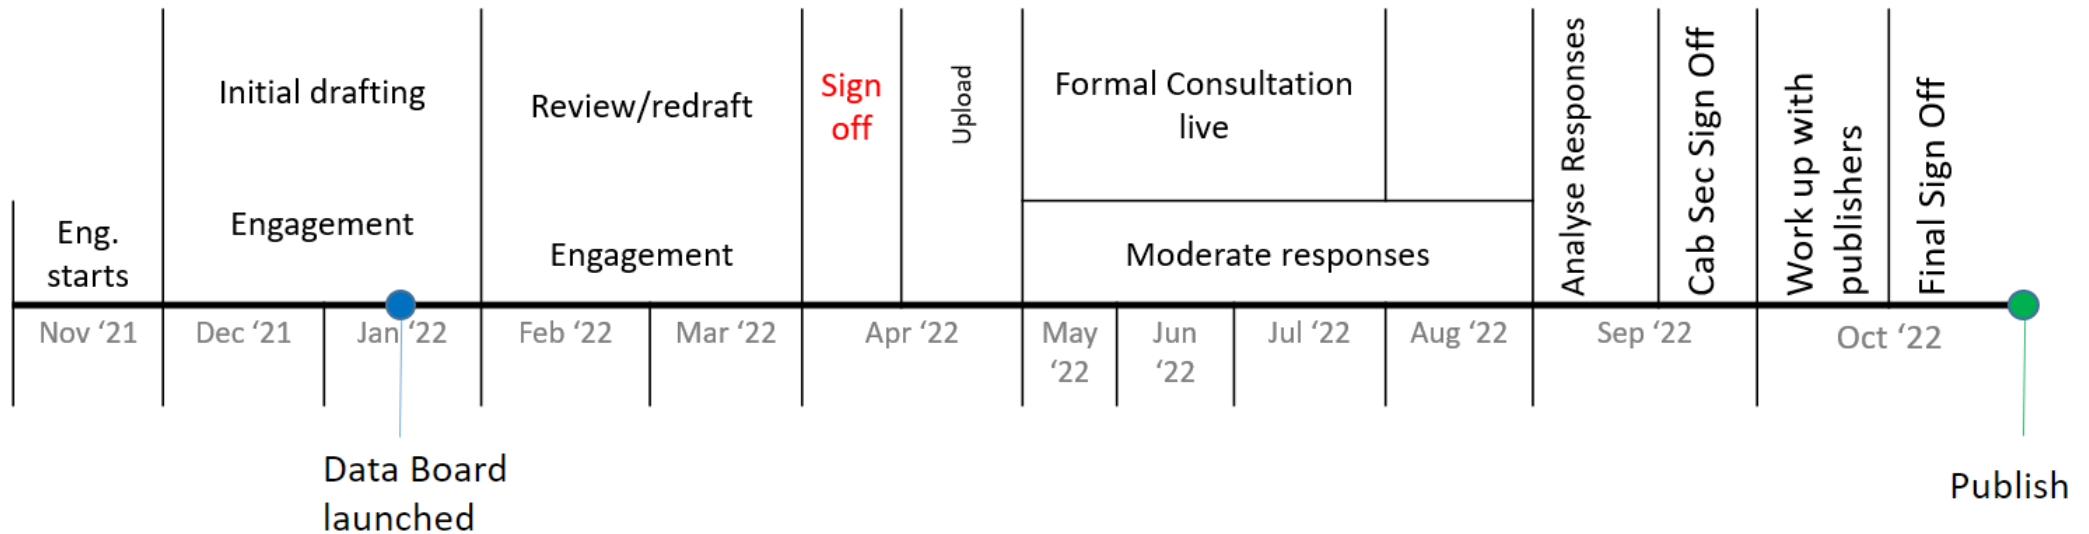 Initial drafting
Engagement
Eng.
starts
Review/redraft
Engagement
Sign
off
Upload
Formal Consultation
live
Moderate responses
Analyse Responses
Cab Sec Sign Off
Work up with
publishers
Final Sign Off
Nov ‘21
Dec ‘21
Jan ‘22
Feb ‘22
Mar ‘22
Apr ‘22
May
‘22
Jun
‘22
Jul ‘22
Aug ‘22
Sep ‘22
Oct ‘22
Data Board
launched
Publish